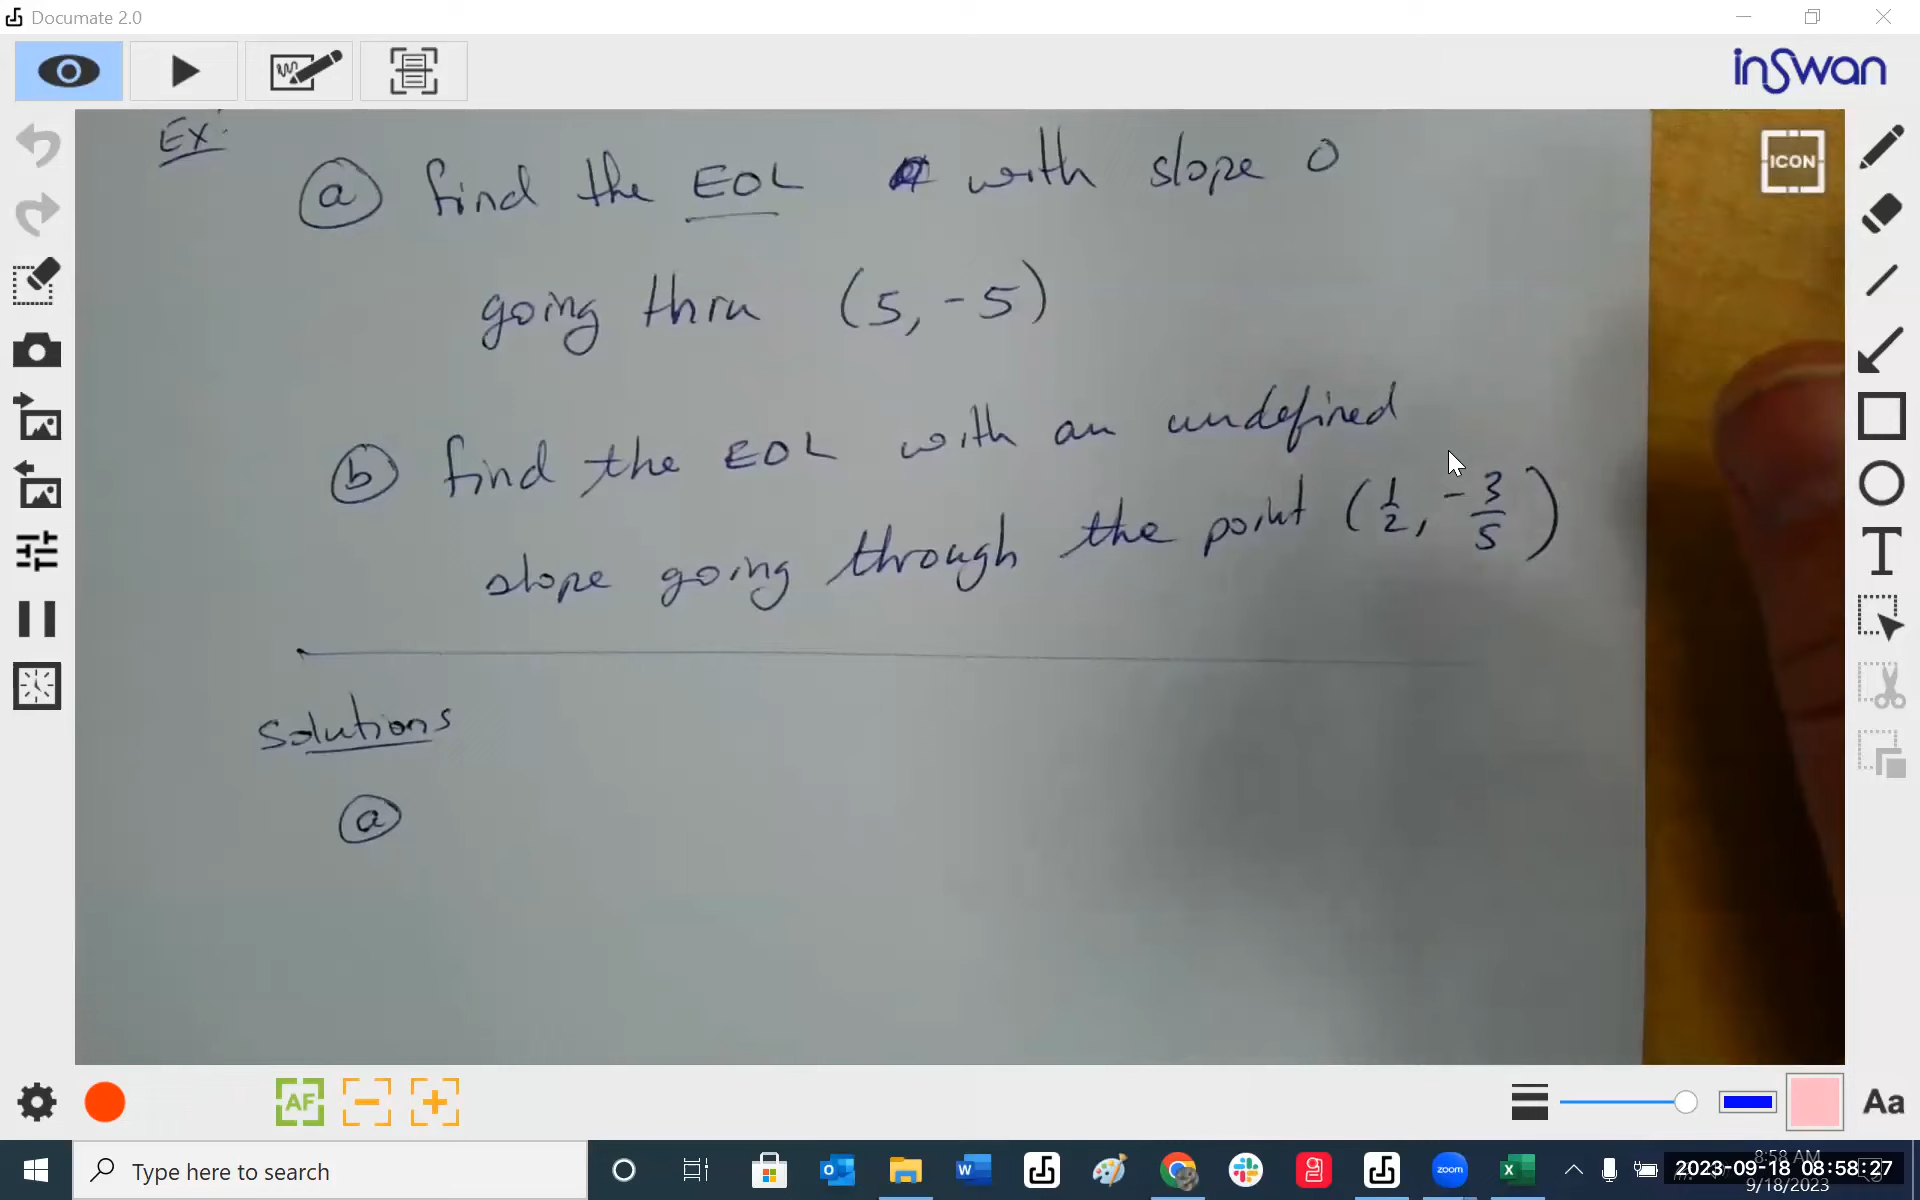 Documate 2.0
inSwan
Ex:
ICON
(a) find the EOL with slope 0
going thru (5, -5)
(b) find the EOL with an undefined
slope going through the point (1/2, -3/5)
Solutions
(a)
AF
Aa
Type here to search
zoom
8:58 AM
2023-09-18 08:58:27
9/18/2023